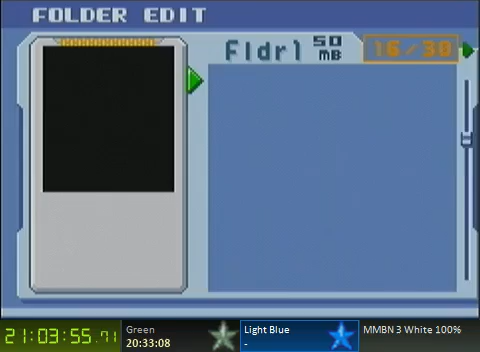 FOLDER EDIT
Fldr1 50 MB 16/30
21:03:55.71
Green
20:33:08
Light Blue
-
MMBN 3 White 100%